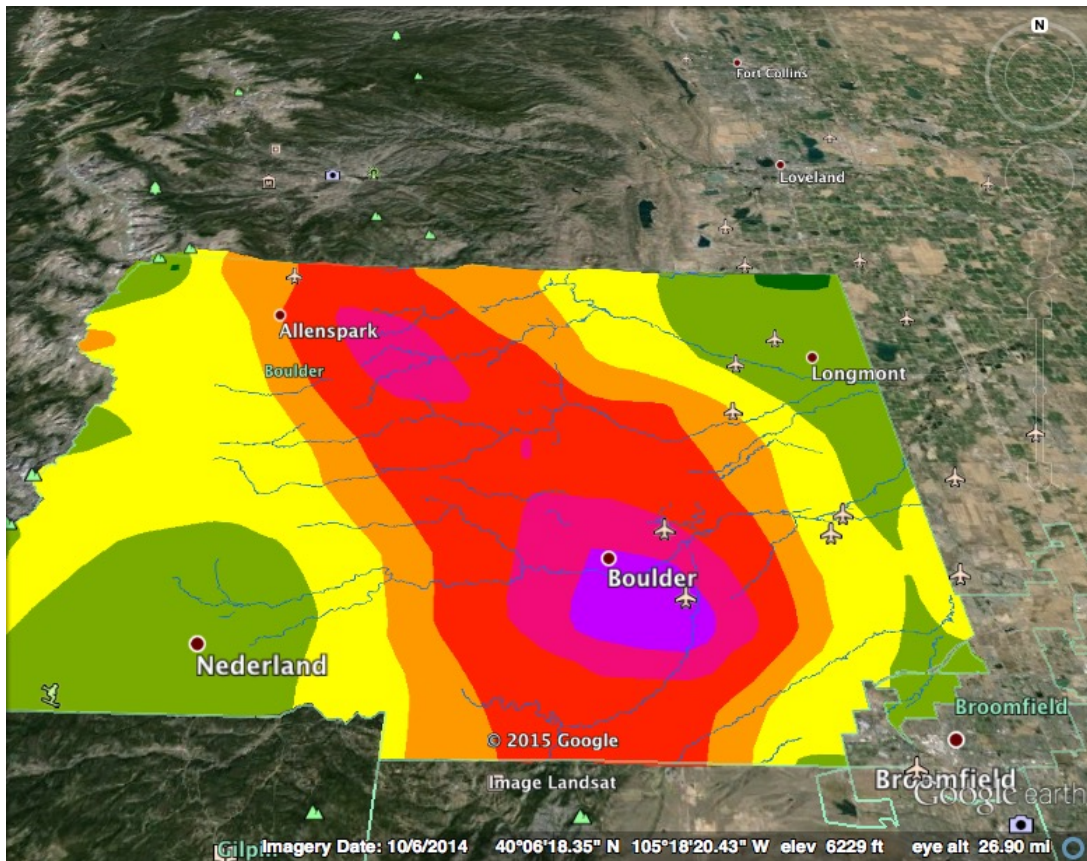 N
Fort Collins
Loveland
Allenspark
Boulder
Longmont
Boulder
Nederland
Broomfield
© 2015 Google
Broomfield
Image Landsat
Google earth
Imagery Date: 10/6/2014 40°06'18.35" N 105°18'20.43" W elev 6229 ft eye alt 26.90 mi